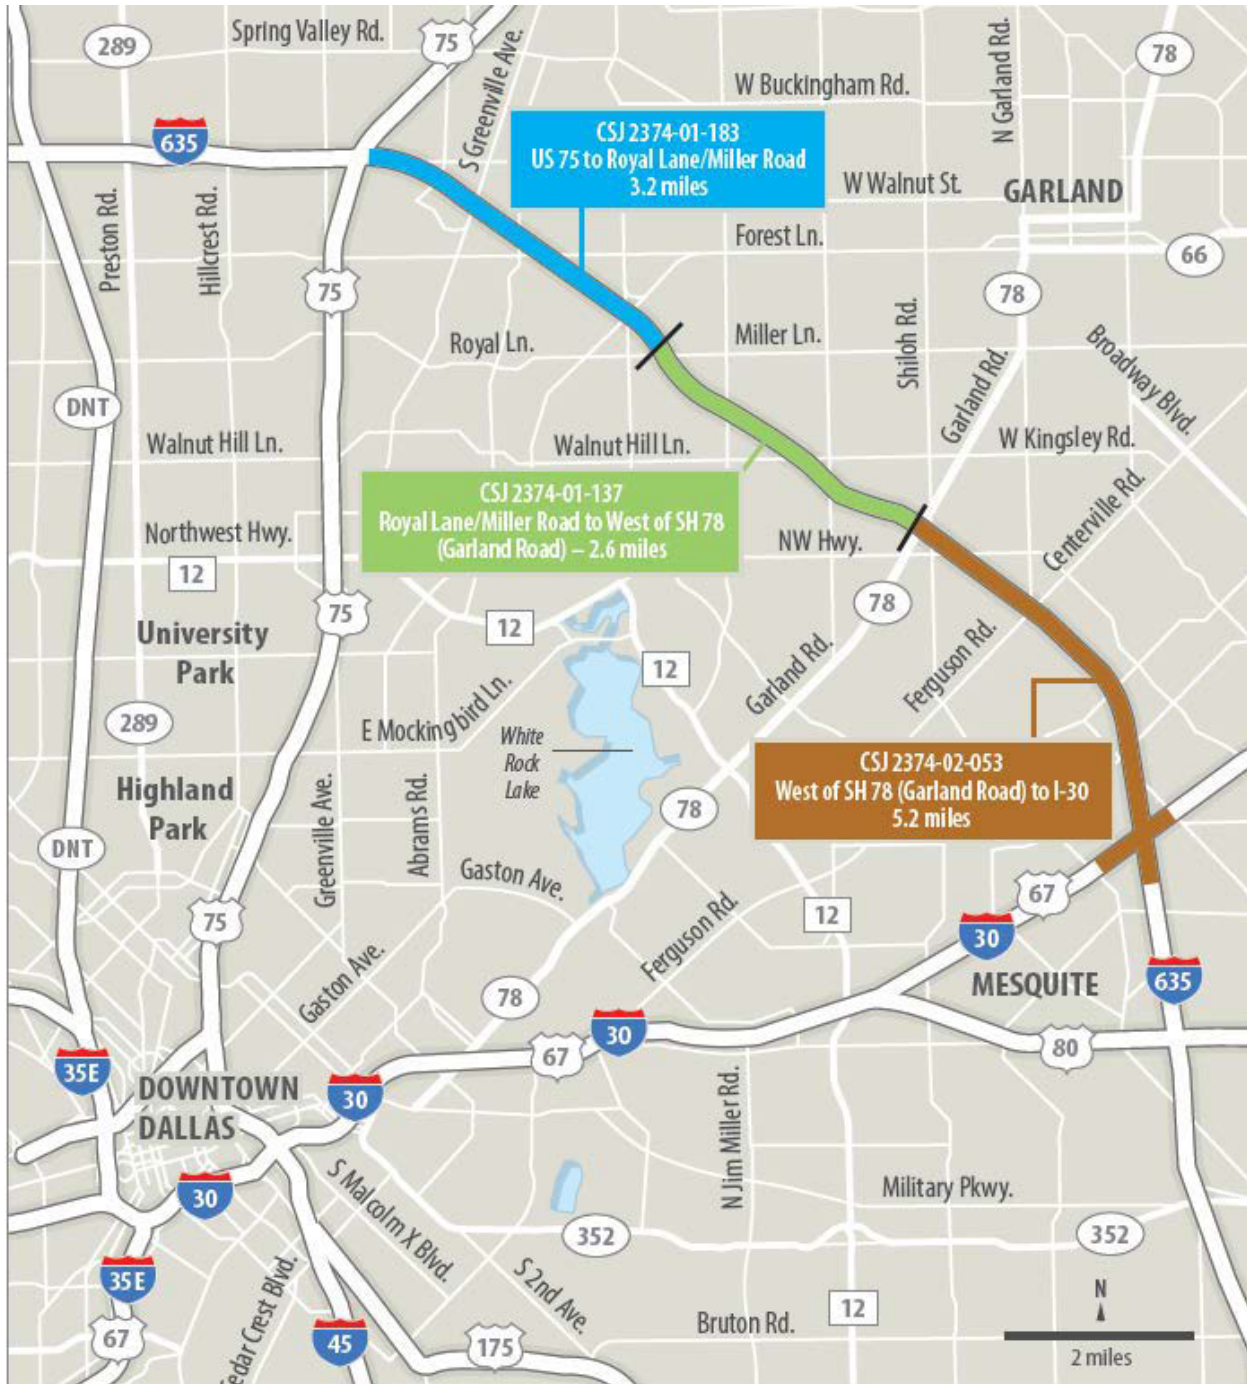 289
Spring Valley Rd.
75
S Greenville Ave.
W Buckingham Rd.
N Garland Rd.
78
635
CSJ 2374-01-183
US 75 to Royal Lane/Miller Road
3.2 miles
W Walnut St.
GARLAND
Preston Rd.
Hillcrest Rd.
Forest Ln.
66
75
78
Royal Ln.
Miller Ln.
Shiloh Rd.
Garland Rd.
Broadway Blvd.
DNT
Walnut Hill Ln.
Walnut Hill Ln.
W Kingsley Rd.
CSJ 2374-01-137
Royal Lane/Miller Road to West of SH 78
(Garland Road) – 2.6 miles
Centerville Rd.
Northwest Hwy.
NW Hwy.
12
75
12
78
University
Park
12
Garland Rd.
Ferguson Rd.
289
E Mockingbird Ln.
White
Rock
Lake
CSJ 2374-02-053
West of SH 78 (Garland Road) to I-30
5.2 miles
Highland
Park
78
DNT
Greenville Ave.
Abrams Rd.
Gaston Ave.
75
Ferguson Rd.
12
67
30
Gaston Ave.
MESQUITE
635
78
30
67
80
35E
DOWNTOWN
DALLAS
30
N Jim Miller Rd.
30
S Malcolm X Blvd.
Military Pkwy.
352
352
35E
Cedar Crest Blvd.
S 2nd Ave.
N
12
67
45
175
Bruton Rd.
2 miles